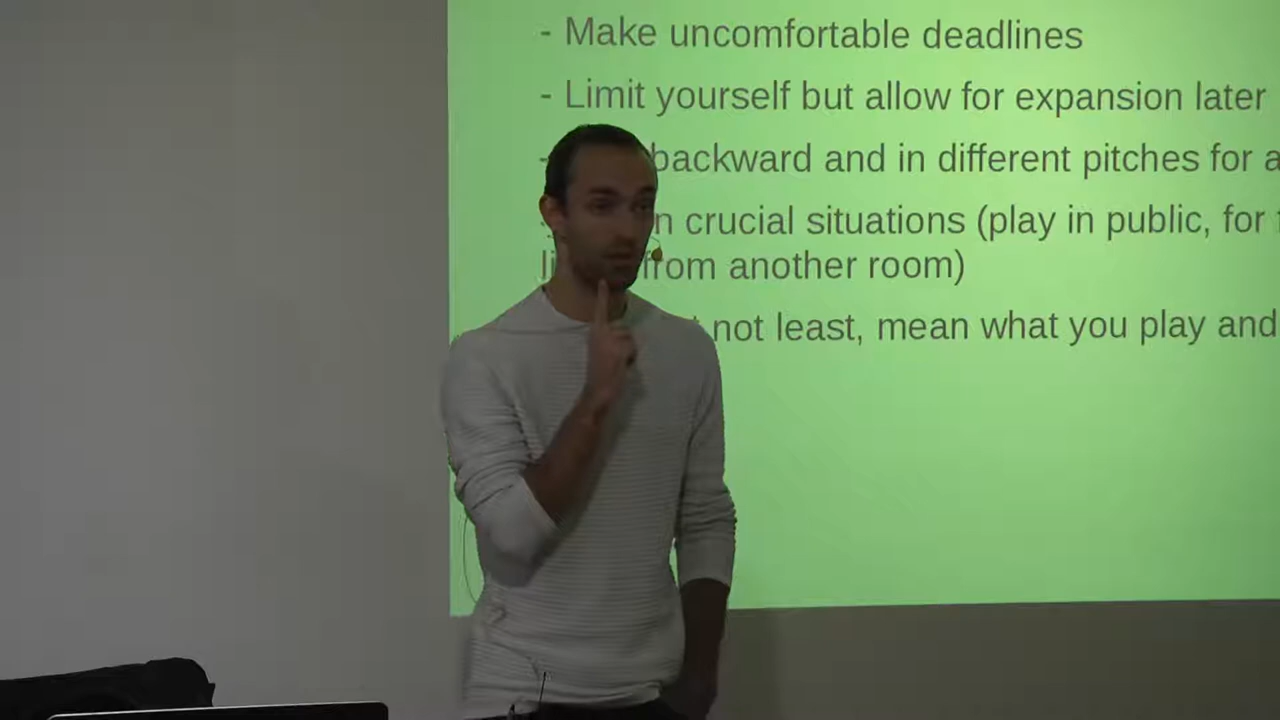 - Make uncomfortable deadlines
- Limit yourself but allow for expansion later
- backward and in different pitches for a
n crucial situations (play in public, for
li from another room)
not least, mean what you play and